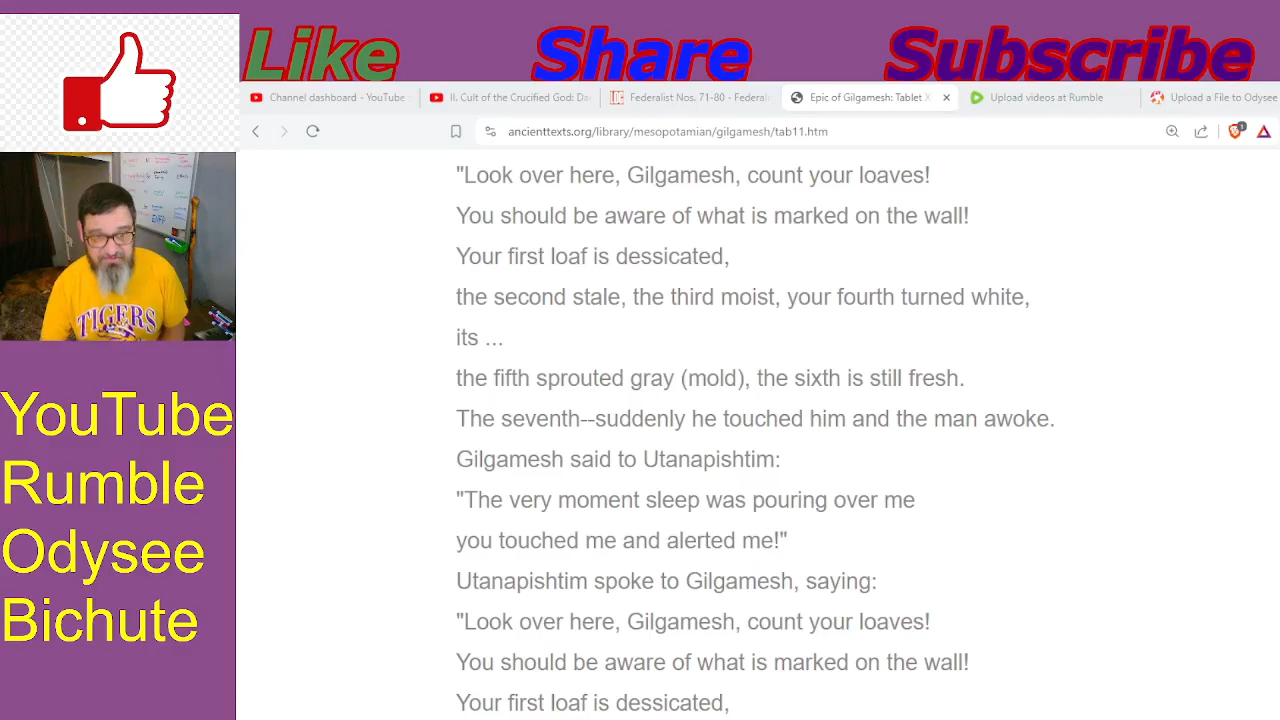 Like Share Subscribe
Channel dashboard - YouTube
II. Cult of the Crucified God: Da
Federalist Nos. 71-80 - Federal
Epic of Gilgamesh: Tablet X
Upload videos at Rumble
Upload a File to Odysee
ancienttexts.org/library/mesopotamian/gilgamesh/tab11.htm
1
"Look over here, Gilgamesh, count your loaves!
You should be aware of what is marked on the wall!
Your first loaf is dessicated,
the second stale, the third moist, your fourth turned white,
its ...
the fifth sprouted gray (mold), the sixth is still fresh.
The seventh--suddenly he touched him and the man awoke.
Gilgamesh said to Utanapishtim:
"The very moment sleep was pouring over me
you touched me and alerted me!"
Utanapishtim spoke to Gilgamesh, saying:
"Look over here, Gilgamesh, count your loaves!
You should be aware of what is marked on the wall!
Your first loaf is dessicated,
TIGERS
YouTube
Rumble
Odysee
Bichute